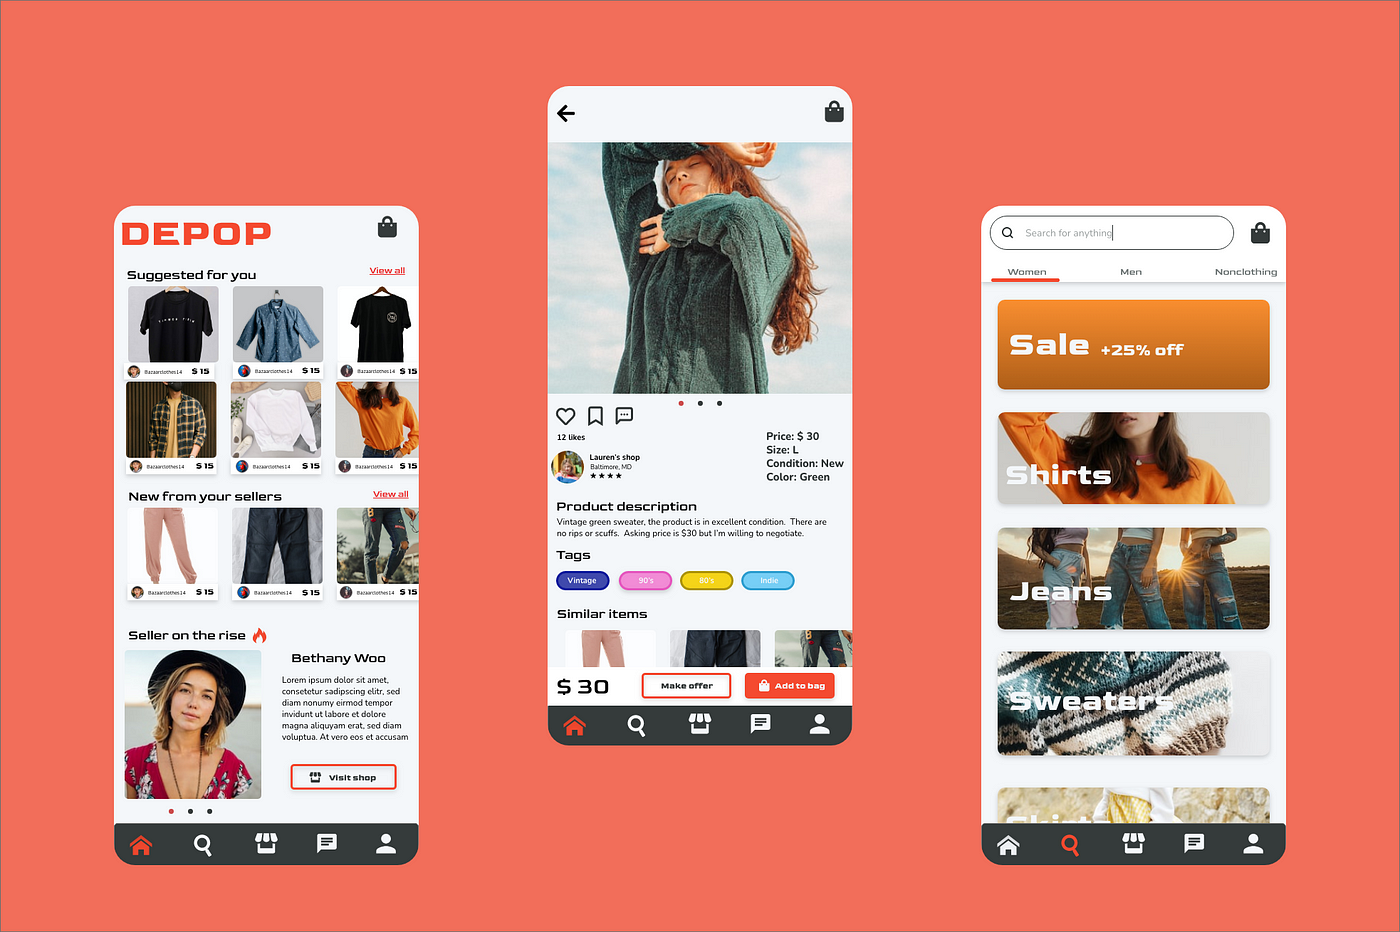 DEPOP
Suggested for you
View all
Bazaarclothes14 $ 15
Bazaarclothes14 $ 15
$ 15
Bazaarclothes14 $ 15
Bazaarclothes14 $ 15
$ 15
New from your sellers
View all
Bazaarclothes14 $ 15
Bazaarclothes14 $ 15
Bazaarclothes14 $ 15
Seller on the rise
Bethany Woo
Lorem ipsum dolor sit amet,
consetetur sadipscing elitr, sed
diam nonumy eirmod tempor
invidunt ut labore et dolore
magna aliquyam erat, sed diam
voluptua. At vero eos et accusam
Visit shop
12 likes
Lauren's shop
Baltimore, MD
Price: $ 30
Size: L
Condition: New
Color: Green
Product description
Vintage green sweater, the product is in excellent condition. There are
no rips or scuffs. Asking price is $30 but I'm willing to negotiate.
Tags
Vintage 90's 80's Indie
Similar items
$ 30
Make offer
Add to bag
Search for anything
Women Men Nonclothing
Sale +25% off
Shirts
Jeans
Sweaters